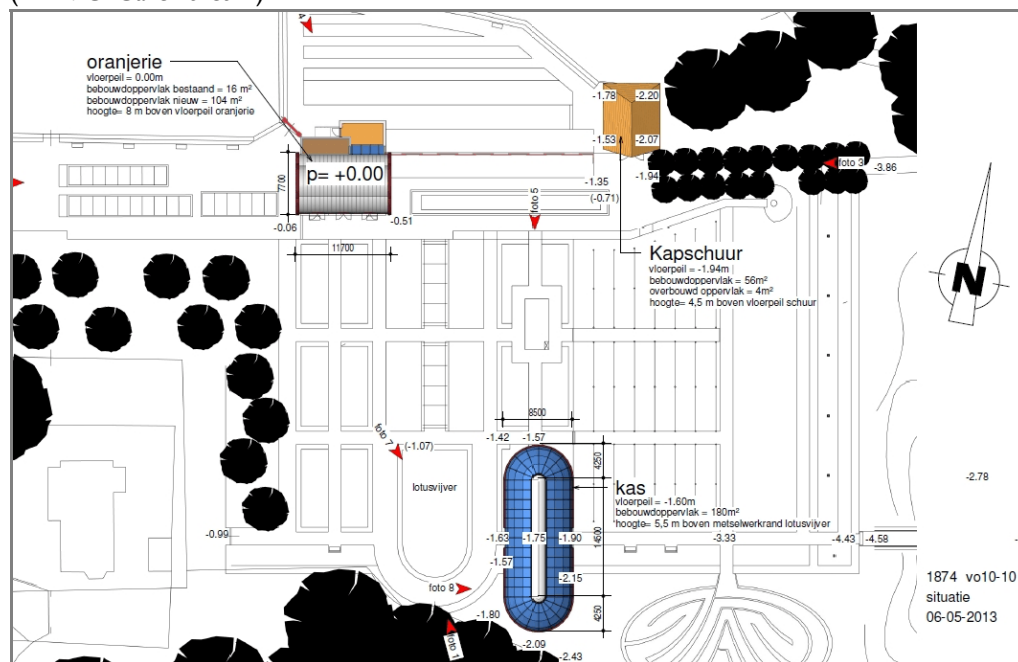 oranjerie
vloerpeil = 0.00m
bebouwdoppervlak bestaand = 16 m²
bebouwdoppervlak nieuw = 104 m²
hoogte= 8 m boven vloerpeil oranjerie
-1.78
-2.20
-1.53
-2.07
foto 3
-3.86
-1.94
7700
p= +0.00
-1.35
(-0.71)
foto 5
-0.06
-0.51
11700
Kapschuur
vloerpeil = -1.94m
bebouwdoppervlak = 56m²
overbouwd oppervlak = 4m²
hoogte= 4,5 m boven vloerpeil schuur
N
8500
foto 7
(-1.07)
-1.42
-1.57
4250
lotusvijver
kas
vloerpeil = -1.60m
bebouwdoppervlak = 180m²
hoogte= 5,5 m boven metselwerkrand lotusvijver
-2.78
-0.99
-1.63
-1.75
-1.90
14500
-3.33
-4.43
-4.58
-1.57
-2.15
foto 8
-1.80
4250
foto 1
-2.09
-2.43
1874 vo10-10
situatie
06-05-2013